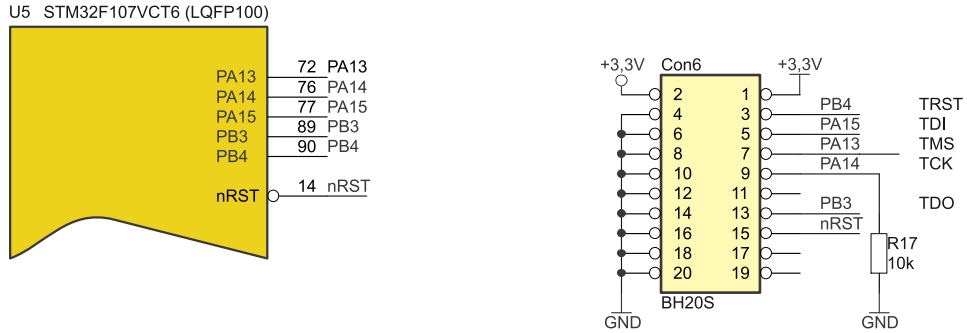 U5 STM32F107VCT6 (LQFP100)
PA13 72 PA13
PA14 76 PA14
PA15 77 PA15
PB3 89 PB3
PB4 90 PB4
nRST 14 nRST
+3,3V Con6 +3,3V
2 1
4 3 PB4 TRST
6 5 PA15 TDI
8 7 PA13 TMS
10 9 PA14 TCK
12 11
14 13 PB3 TDO
16 15 nRST
18 17
20 19
R17
10k
BH20S
GND GND